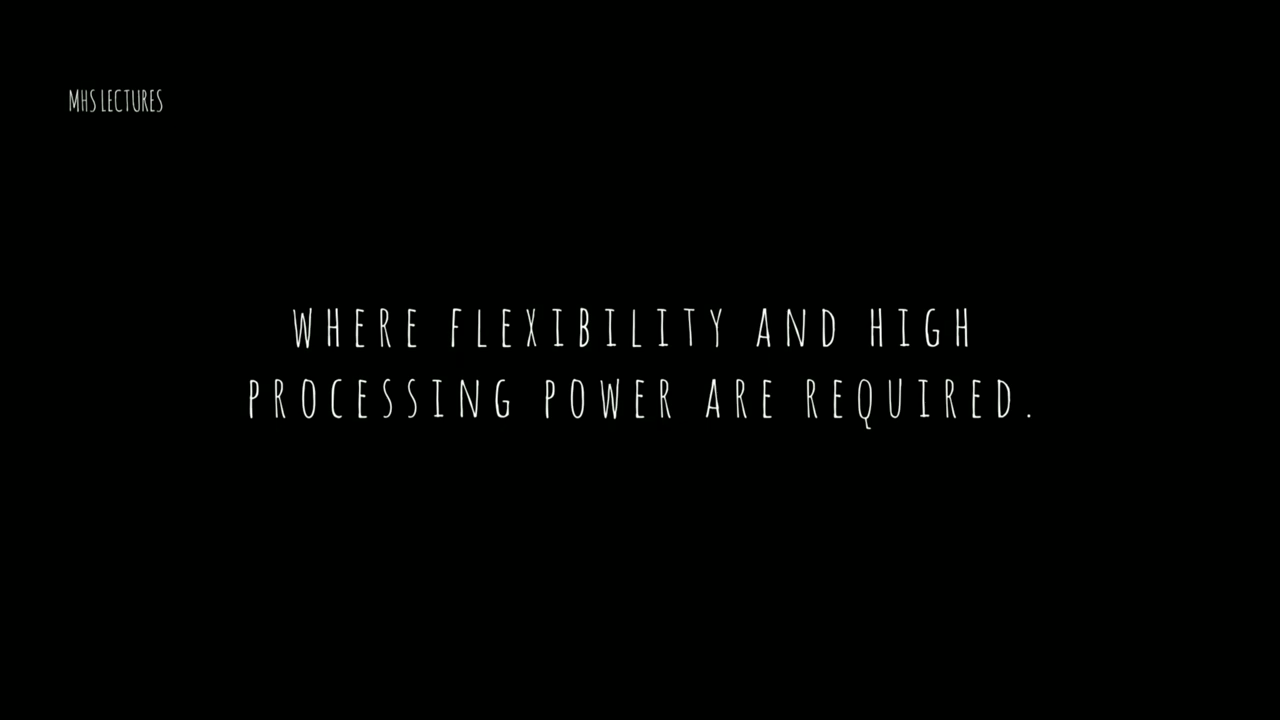 MHS LECTURES
WHERE FLEXIBILITY AND HIGH
PROCESSING POWER ARE REQUIRED.